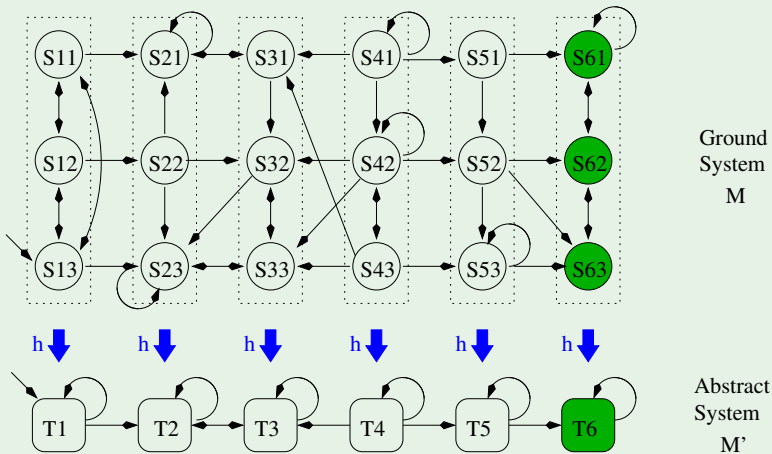 S11 S21 S31 S41 S51 S61
S12 S22 S32 S42 S52 S62
S13 S23 S33 S43 S53 S63
Ground
System
M
h h h h h h
T1 T2 T3 T4 T5 T6
Abstract
System
M'